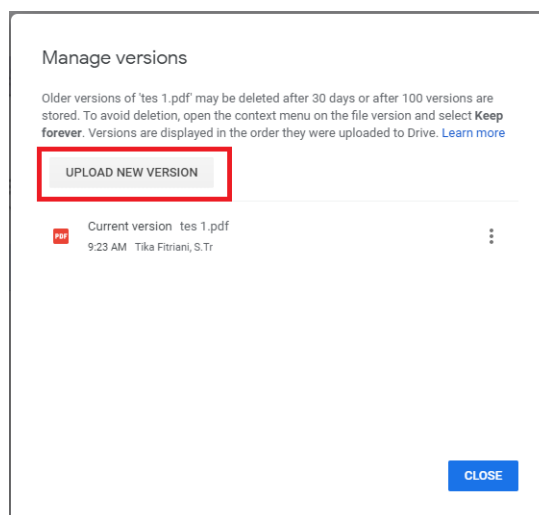 Manage versions
Older versions of 'tes 1.pdf' may be deleted after 30 days or after 100 versions are
stored. To avoid deletion, open the context menu on the file version and select Keep
forever. Versions are displayed in the order they were uploaded to Drive. Learn more
UPLOAD NEW VERSION
PDF
Current version tes 1.pdf
9:23 AM Tika Fitriani, S.Tr
CLOSE